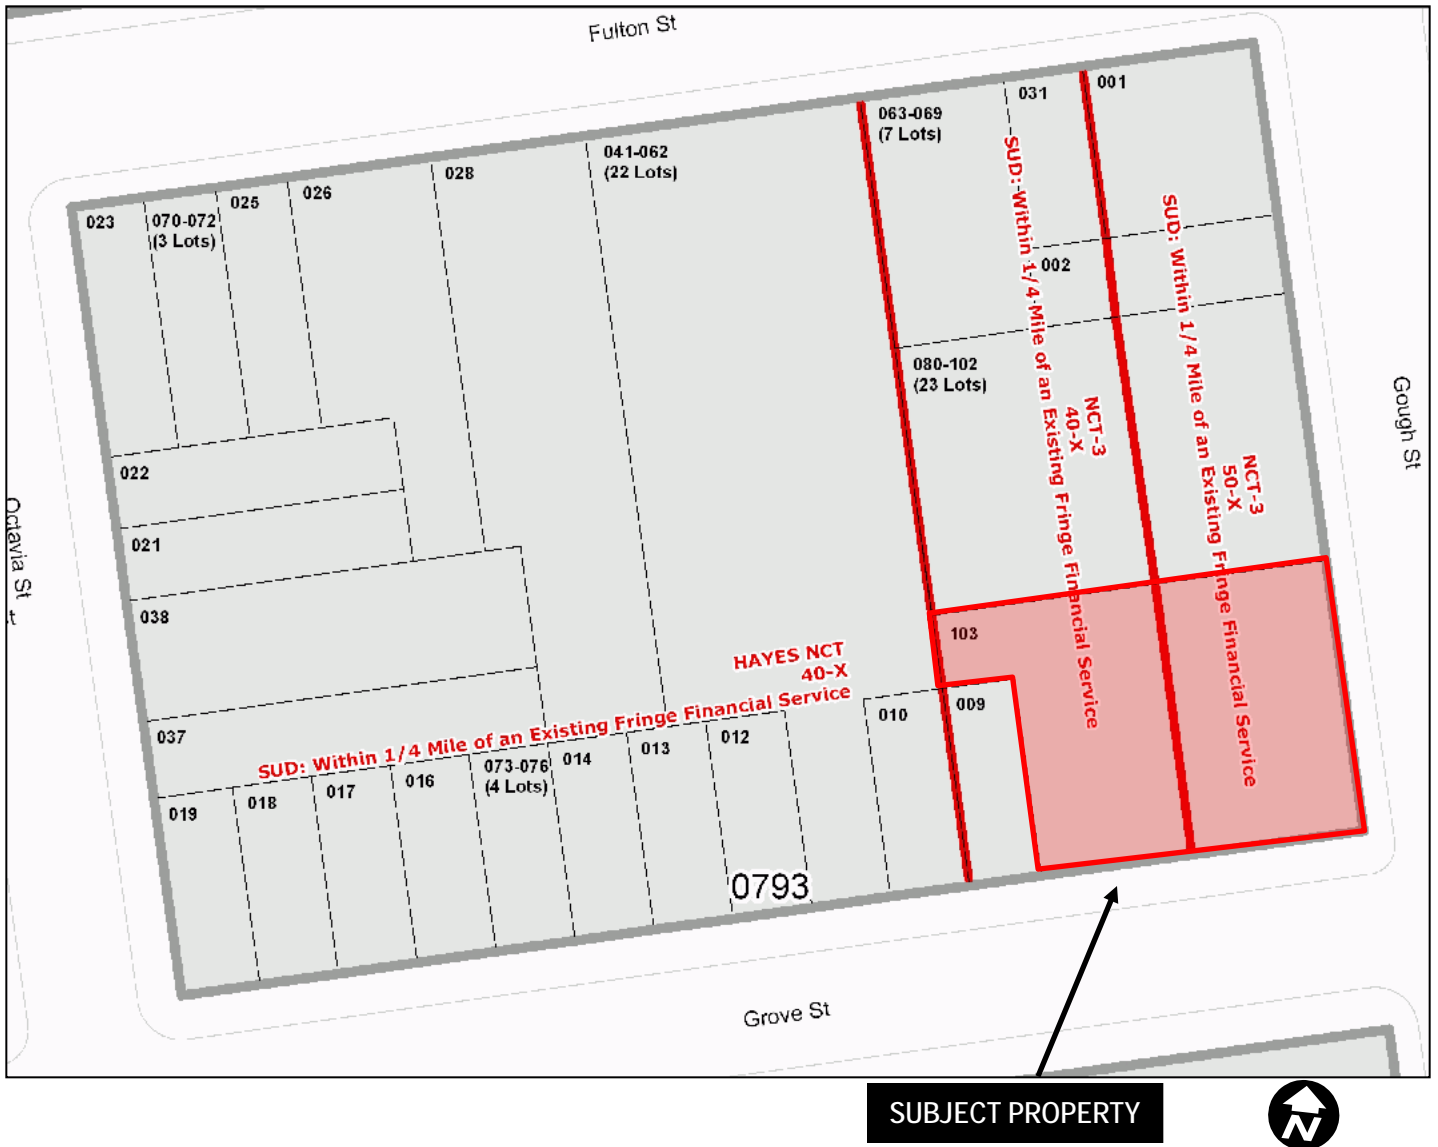 Fulton St
001
031
063-069
(7 Lots)
041-062
(22 Lots)
028
026
025
070-072
(3 Lots)
023
002
SUD: Within 1/4 Mile of an Existing Fringe Financial Service
SUD: Within 1/4 Mile of an Existing Fringe Financial Service
080-102
(23 Lots)
NCT-3
40-X
NCT-3
50-X
Gough St
022
021
Octavia St
038
103
HAYES NCT
40-X
SUD: Within 1/4 Mile of an Existing Fringe Financial Service
009
010
012
013
014
073-076
(4 Lots)
016
017
018
019
037
0793
Grove St
SUBJECT PROPERTY
N